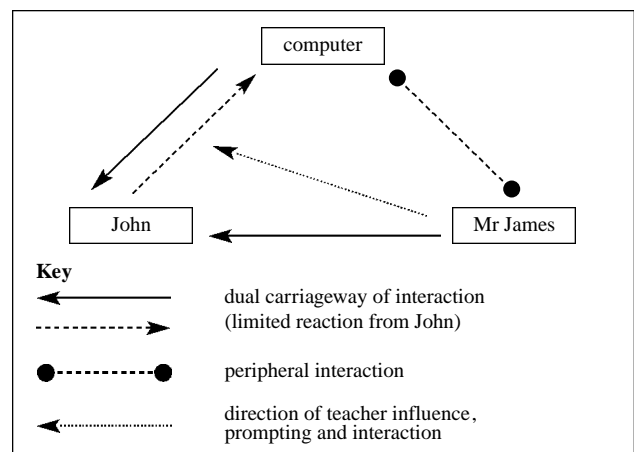 computer
John
Mr James
Key
dual carriageway of interaction
(limited reaction from John)
peripheral interaction
direction of teacher influence,
prompting and interaction